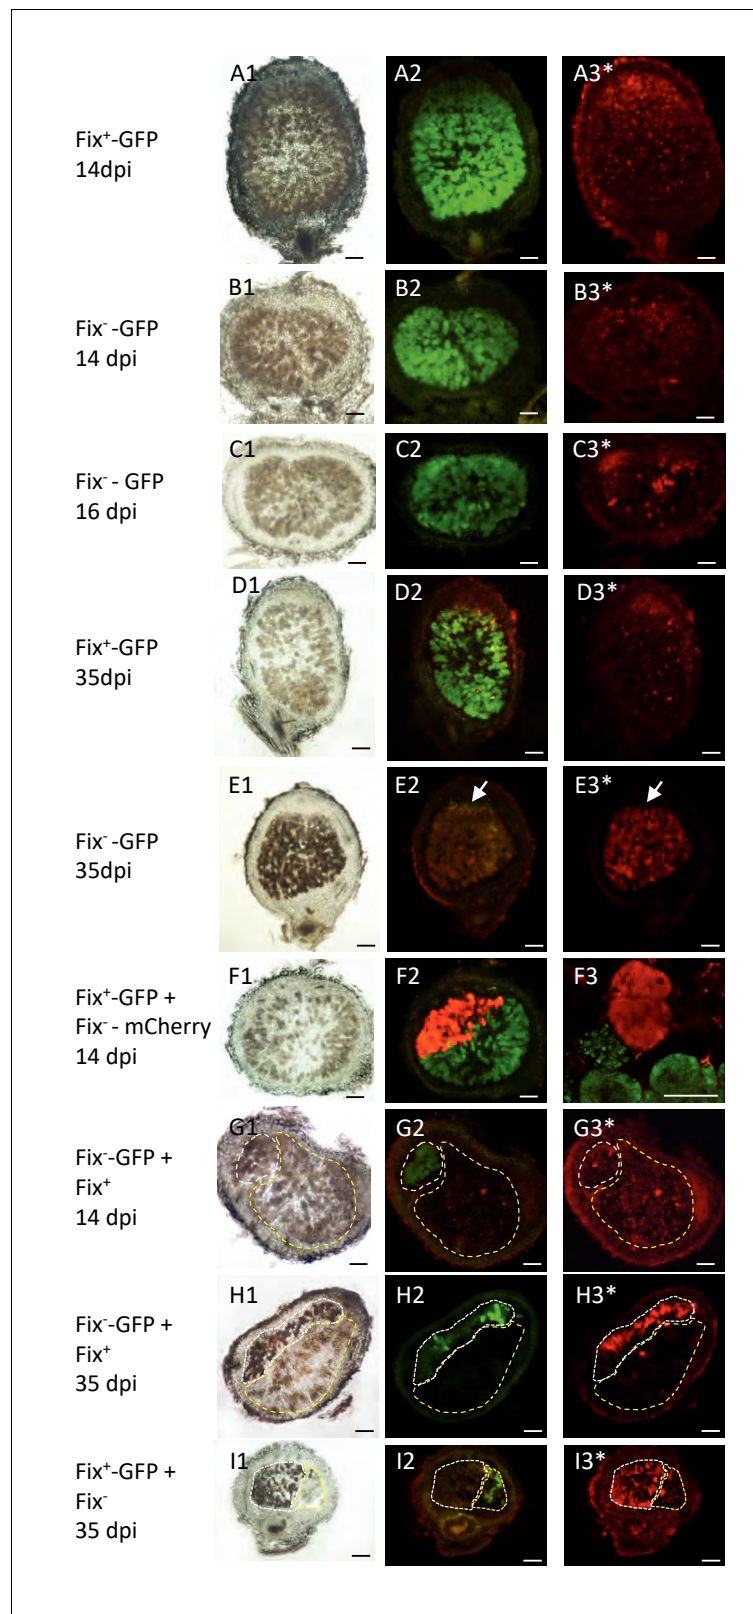 A1 A2 A3*
Fix⁺-GFP
14dpi
B1 B2 B3*
Fix⁻ -GFP
14 dpi
C1 C2 C3*
Fix⁻ - GFP
16 dpi
D1 D2 D3*
Fix⁺-GFP
35dpi
E1 E2 E3*
Fix⁻ -GFP
35dpi
F1 F2 F3
Fix⁺-GFP +
Fix⁻ - mCherry
14 dpi
G1 G2 G3*
Fix⁻-GFP +
Fix⁺
14 dpi
H1 H2 H3*
Fix⁻-GFP +
Fix⁺
35 dpi
I1 I2 I3*
Fix⁺-GFP +
Fix⁻
35 dpi